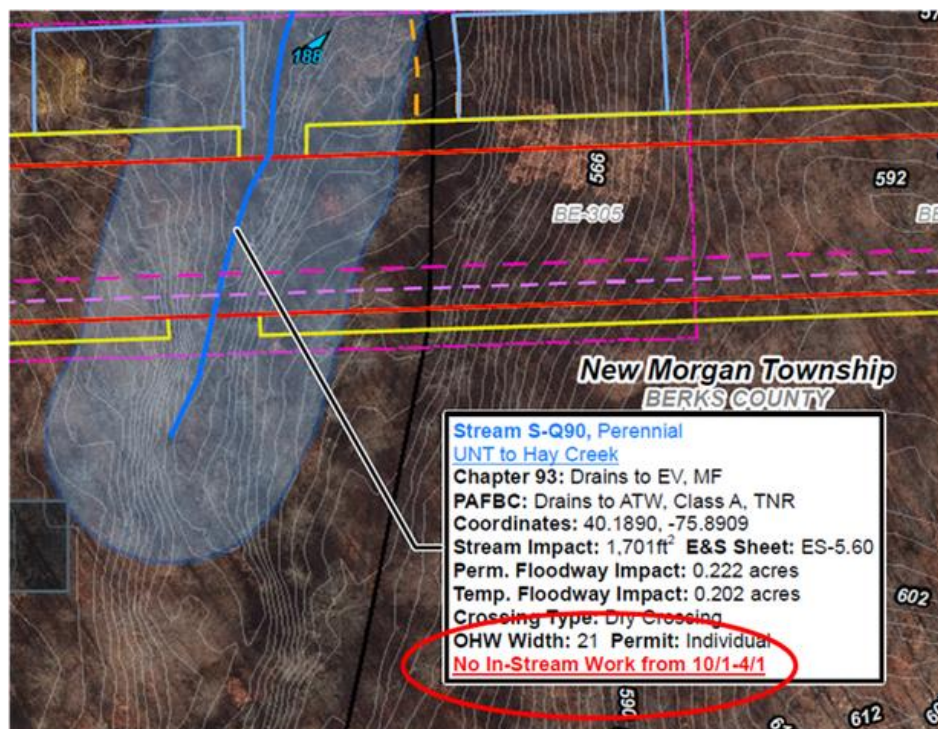 188
566
592
BE-305
New Morgan Township
BERKS COUNTY
Stream S-Q90, Perennial
UNT to Hay Creek
Chapter 93: Drains to EV, MF
PAFBC: Drains to ATW, Class A, TNR
Coordinates: 40.1890, -75.8909
Stream Impact: 1,701ft² E&S Sheet: ES-5.60
Perm. Floodway Impact: 0.222 acres
Temp. Floodway Impact: 0.202 acres
Crossing Type: Dry Crossing
OHW Width: 21 Permit: Individual
No In-Stream Work from 10/1-4/1
602
590
612